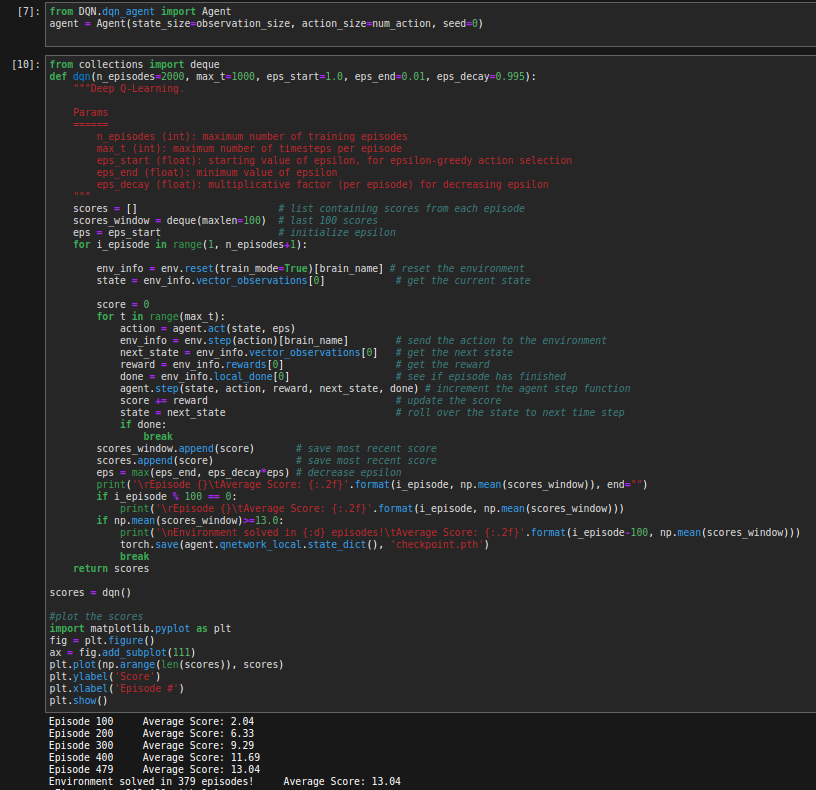 [7]: from DQN.dqn_agent import Agent
agent = Agent(state_size=observation_size, action_size=num_action, seed=0)
[10]: from collections import deque
def dqn(n_episodes=2000, max_t=1000, eps_start=1.0, eps_end=0.01, eps_decay=0.995):
    """Deep Q-Learning.

    Params
    ======
        n_episodes (int): maximum number of training episodes
        max_t (int): maximum number of timesteps per episode
        eps_start (float): starting value of epsilon, for epsilon-greedy action selection
        eps_end (float): minimum value of epsilon
        eps_decay (float): multiplicative factor (per episode) for decreasing epsilon
    """
    scores = []                        # list containing scores from each episode
    scores_window = deque(maxlen=100)  # last 100 scores
    eps = eps_start                    # initialize epsilon
    for i_episode in range(1, n_episodes+1):

        env_info = env.reset(train_mode=True)[brain_name] # reset the environment
        state = env_info.vector_observations[0]            # get the current state

        score = 0
        for t in range(max_t):
            action = agent.act(state, eps)
            env_info = env.step(action)[brain_name]        # send the action to the environment
            next_state = env_info.vector_observations[0]   # get the next state
            reward = env_info.rewards[0]                   # get the reward
            done = env_info.local_done[0]                  # see if episode has finished
            agent.step(state, action, reward, next_state, done) # increment the agent step function
            score += reward                                # update the score
            state = next_state                             # roll over the state to next time step
            if done:
                break
        scores_window.append(score)       # save most recent score
        scores.append(score)              # save most recent score
        eps = max(eps_end, eps_decay*eps) # decrease epsilon
        print('\rEpisode {}\tAverage Score: {:.2f}'.format(i_episode, np.mean(scores_window)), end="")
        if i_episode % 100 == 0:
            print('\rEpisode {}\tAverage Score: {:.2f}'.format(i_episode, np.mean(scores_window)))
        if np.mean(scores_window)>=13.0:
            print('\nEnvironment solved in {:d} episodes!\tAverage Score: {:.2f}'.format(i_episode-100, np.mean(scores_window)))
            torch.save(agent.qnetwork_local.state_dict(), 'checkpoint.pth')
            break
    return scores

scores = dqn()

#plot the scores
import matplotlib.pyplot as plt
fig = plt.figure()
ax = fig.add_subplot(111)
plt.plot(np.arange(len(scores)), scores)
plt.ylabel('Score')
plt.xlabel('Episode #')
plt.show()
Episode 100     Average Score: 2.04
Episode 200     Average Score: 6.33
Episode 300     Average Score: 9.29
Episode 400     Average Score: 11.69
Episode 479     Average Score: 13.04
Environment solved in 379 episodes!     Average Score: 13.04